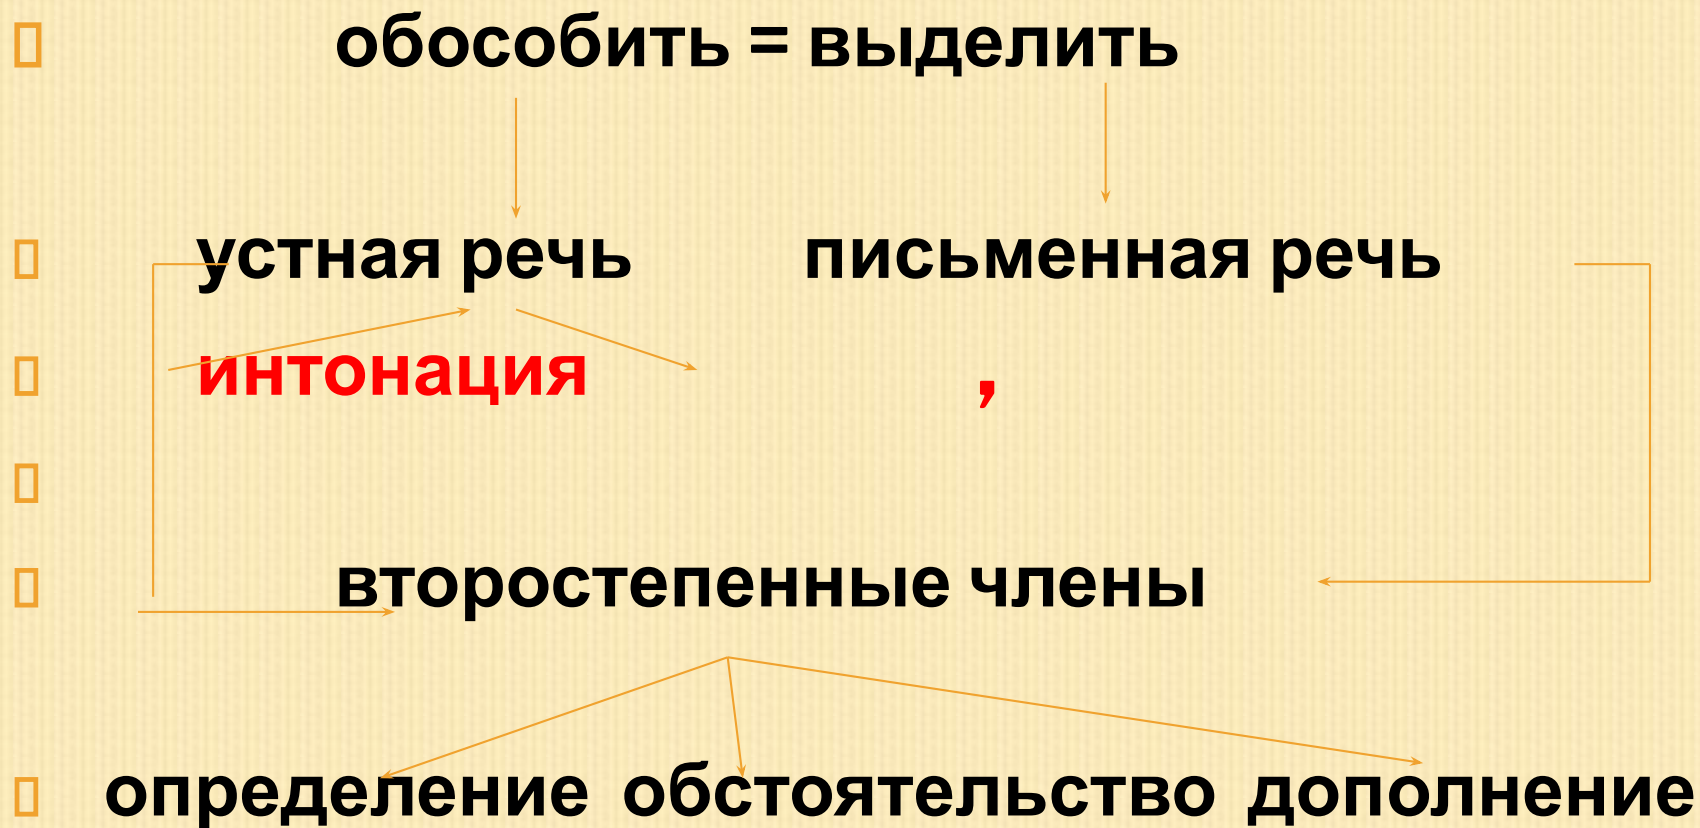 обособить = выделить
устная речь письменная речь
интонация ,
второстепенные члены
определение обстоятельство дополнение